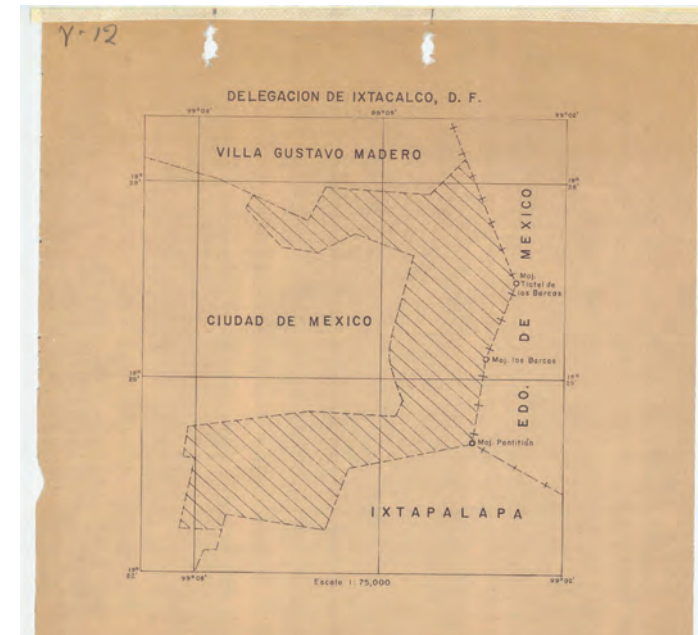 V-12
DELEGACION DE IXTACALCO, D. F.
VILLA GUSTAVO MADERO
EDO. DE MEXICO
Moj.
Tlatel de
los Barcos
CIUDAD DE MEXICO
Moj. los Barcos
Moj. Pantitlán
IXTAPALAPA
Escala 1: 75,000